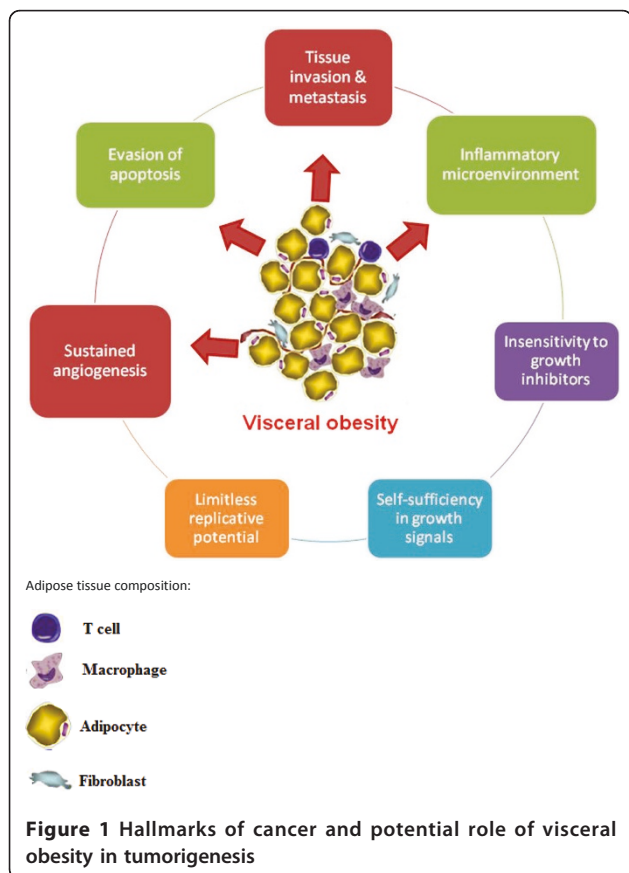 Tissue
invasion &
metastasis
Evasion of
apoptosis
Inflammatory
microenvironment
Sustained
angiogenesis
Insensitivity to
growth
inhibitors
Visceral obesity
Limitless
replicative
potential
Self-sufficiency
in growth
signals
Adipose tissue composition:
T cell
Macrophage
Adipocyte
Fibroblast
Figure 1 Hallmarks of cancer and potential role of visceral
obesity in tumorigenesis